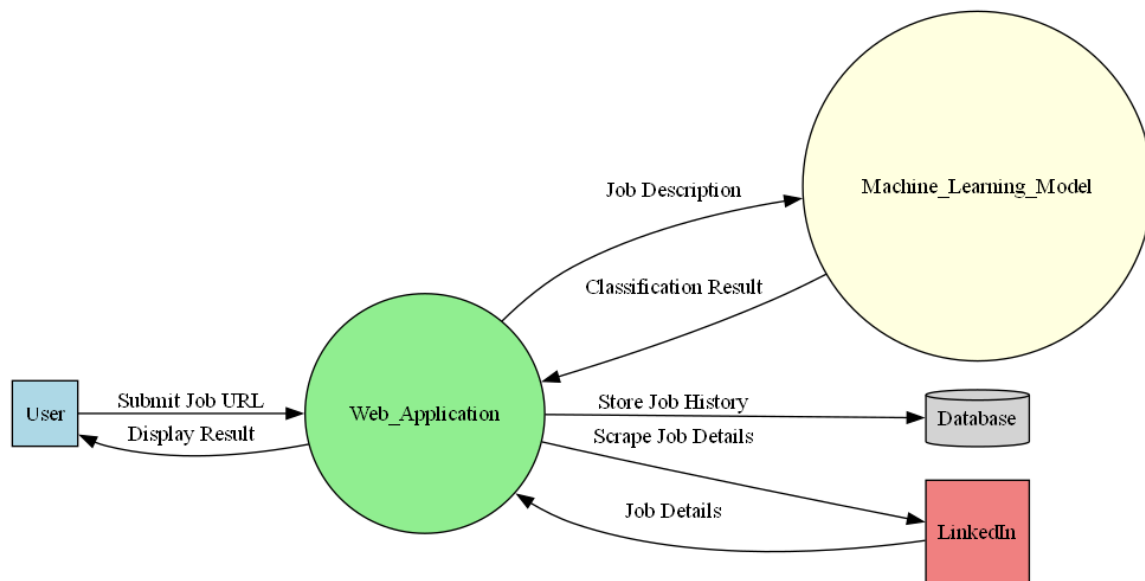 Machine_Learning_Model
Job Description
Classification Result
User
Submit Job URL
Display Result
Web_Application
Store Job History
Scrape Job Details
Database
Job Details
LinkedIn